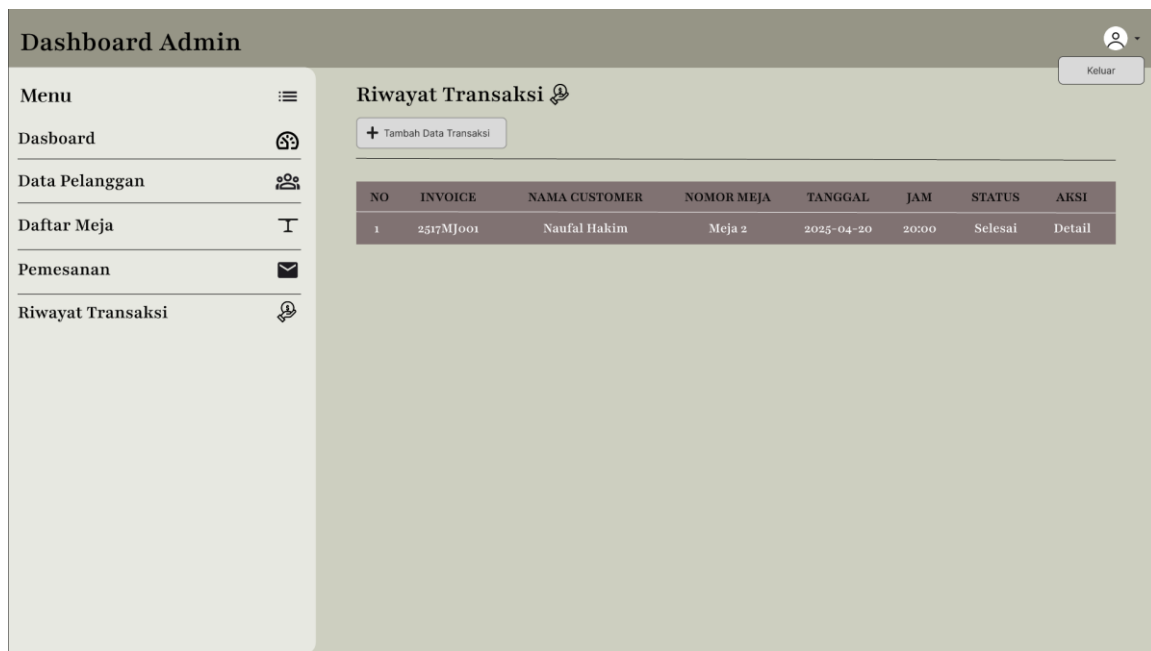 Dashboard Admin
Keluar
Menu
Dasboard
Data Pelanggan
Daftar Meja
Pemesanan
Riwayat Transaksi
Riwayat Transaksi
Tambah Data Transaksi
NO INVOICE NAMA CUSTOMER NOMOR MEJA TANGGAL JAM STATUS AKSI
1 2517MJ001 Naufal Hakim Meja 2 2025-04-20 20:00 Selesai Detail